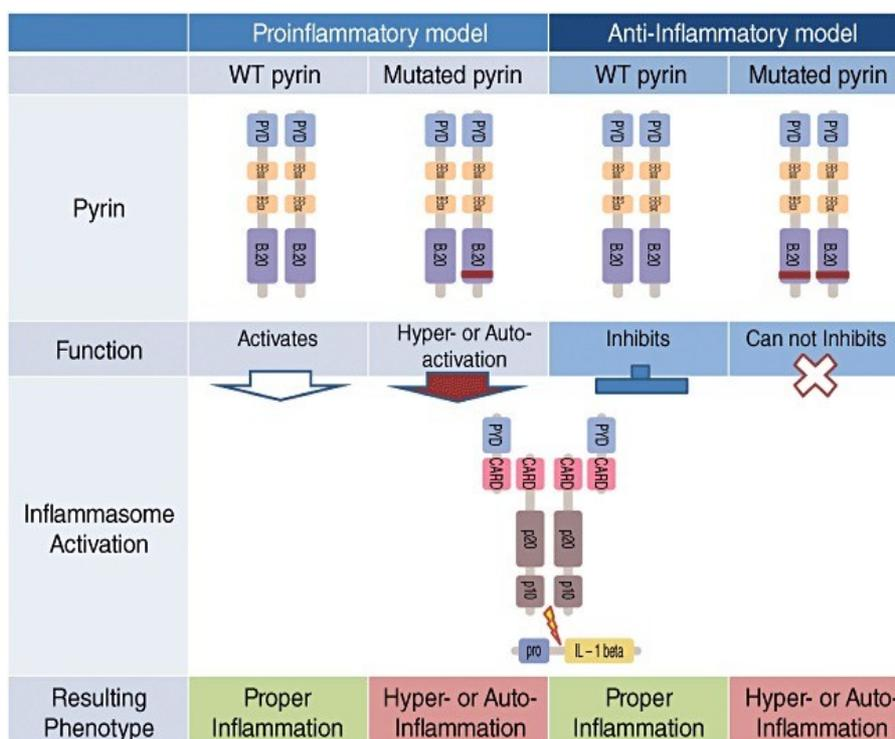 Proinflammatory model Anti-Inflammatory model
WT pyrin Mutated pyrin WT pyrin Mutated pyrin
Pyrin
PYD PYD PYD PYD PYD PYD PYD PYD
B.20 B.20 B.20 B.20 B.20 B.20 B.20 B.20
Function
Activates
Hyper- or Auto-
activation
Inhibits
Can not Inhibits
Inflammasome
Activation
PYD PYD
CARD CARD CARD CARD
p20 p20
p10 p10
pro IL – 1 beta
Resulting
Phenotype
Proper
Inflammation
Hyper- or Auto-
Inflammation
Proper
Inflammation
Hyper- or Auto-
Inflammation